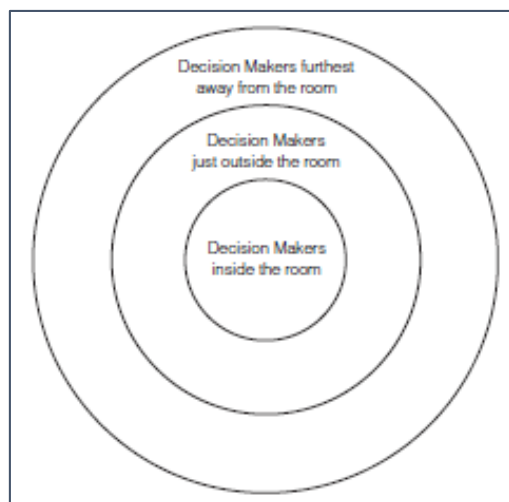 Decision Makers furthest
away from the room
Decision Makers
just outside the room
Decision Makers
inside the room